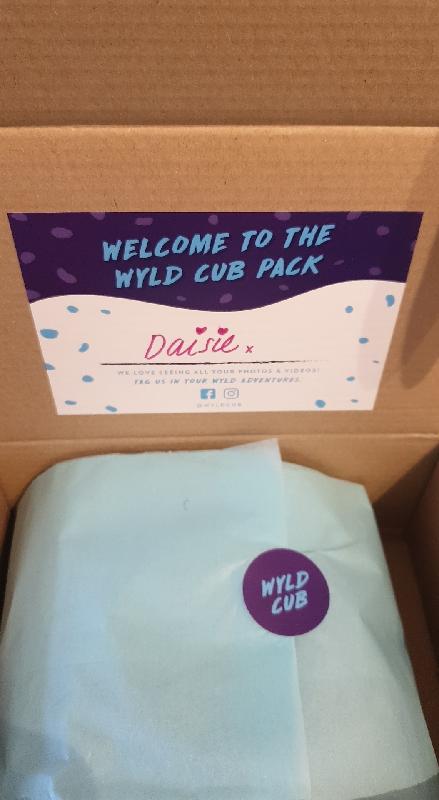 WELCOME TO THE
WYLD CUB PACK
Daisie x
WE LOVE SEEING ALL YOUR PHOTOS & VIDEOS!
TAG US IN YOUR WYLD ADVENTURES.
@WYLDCUB
WYLD
CUB